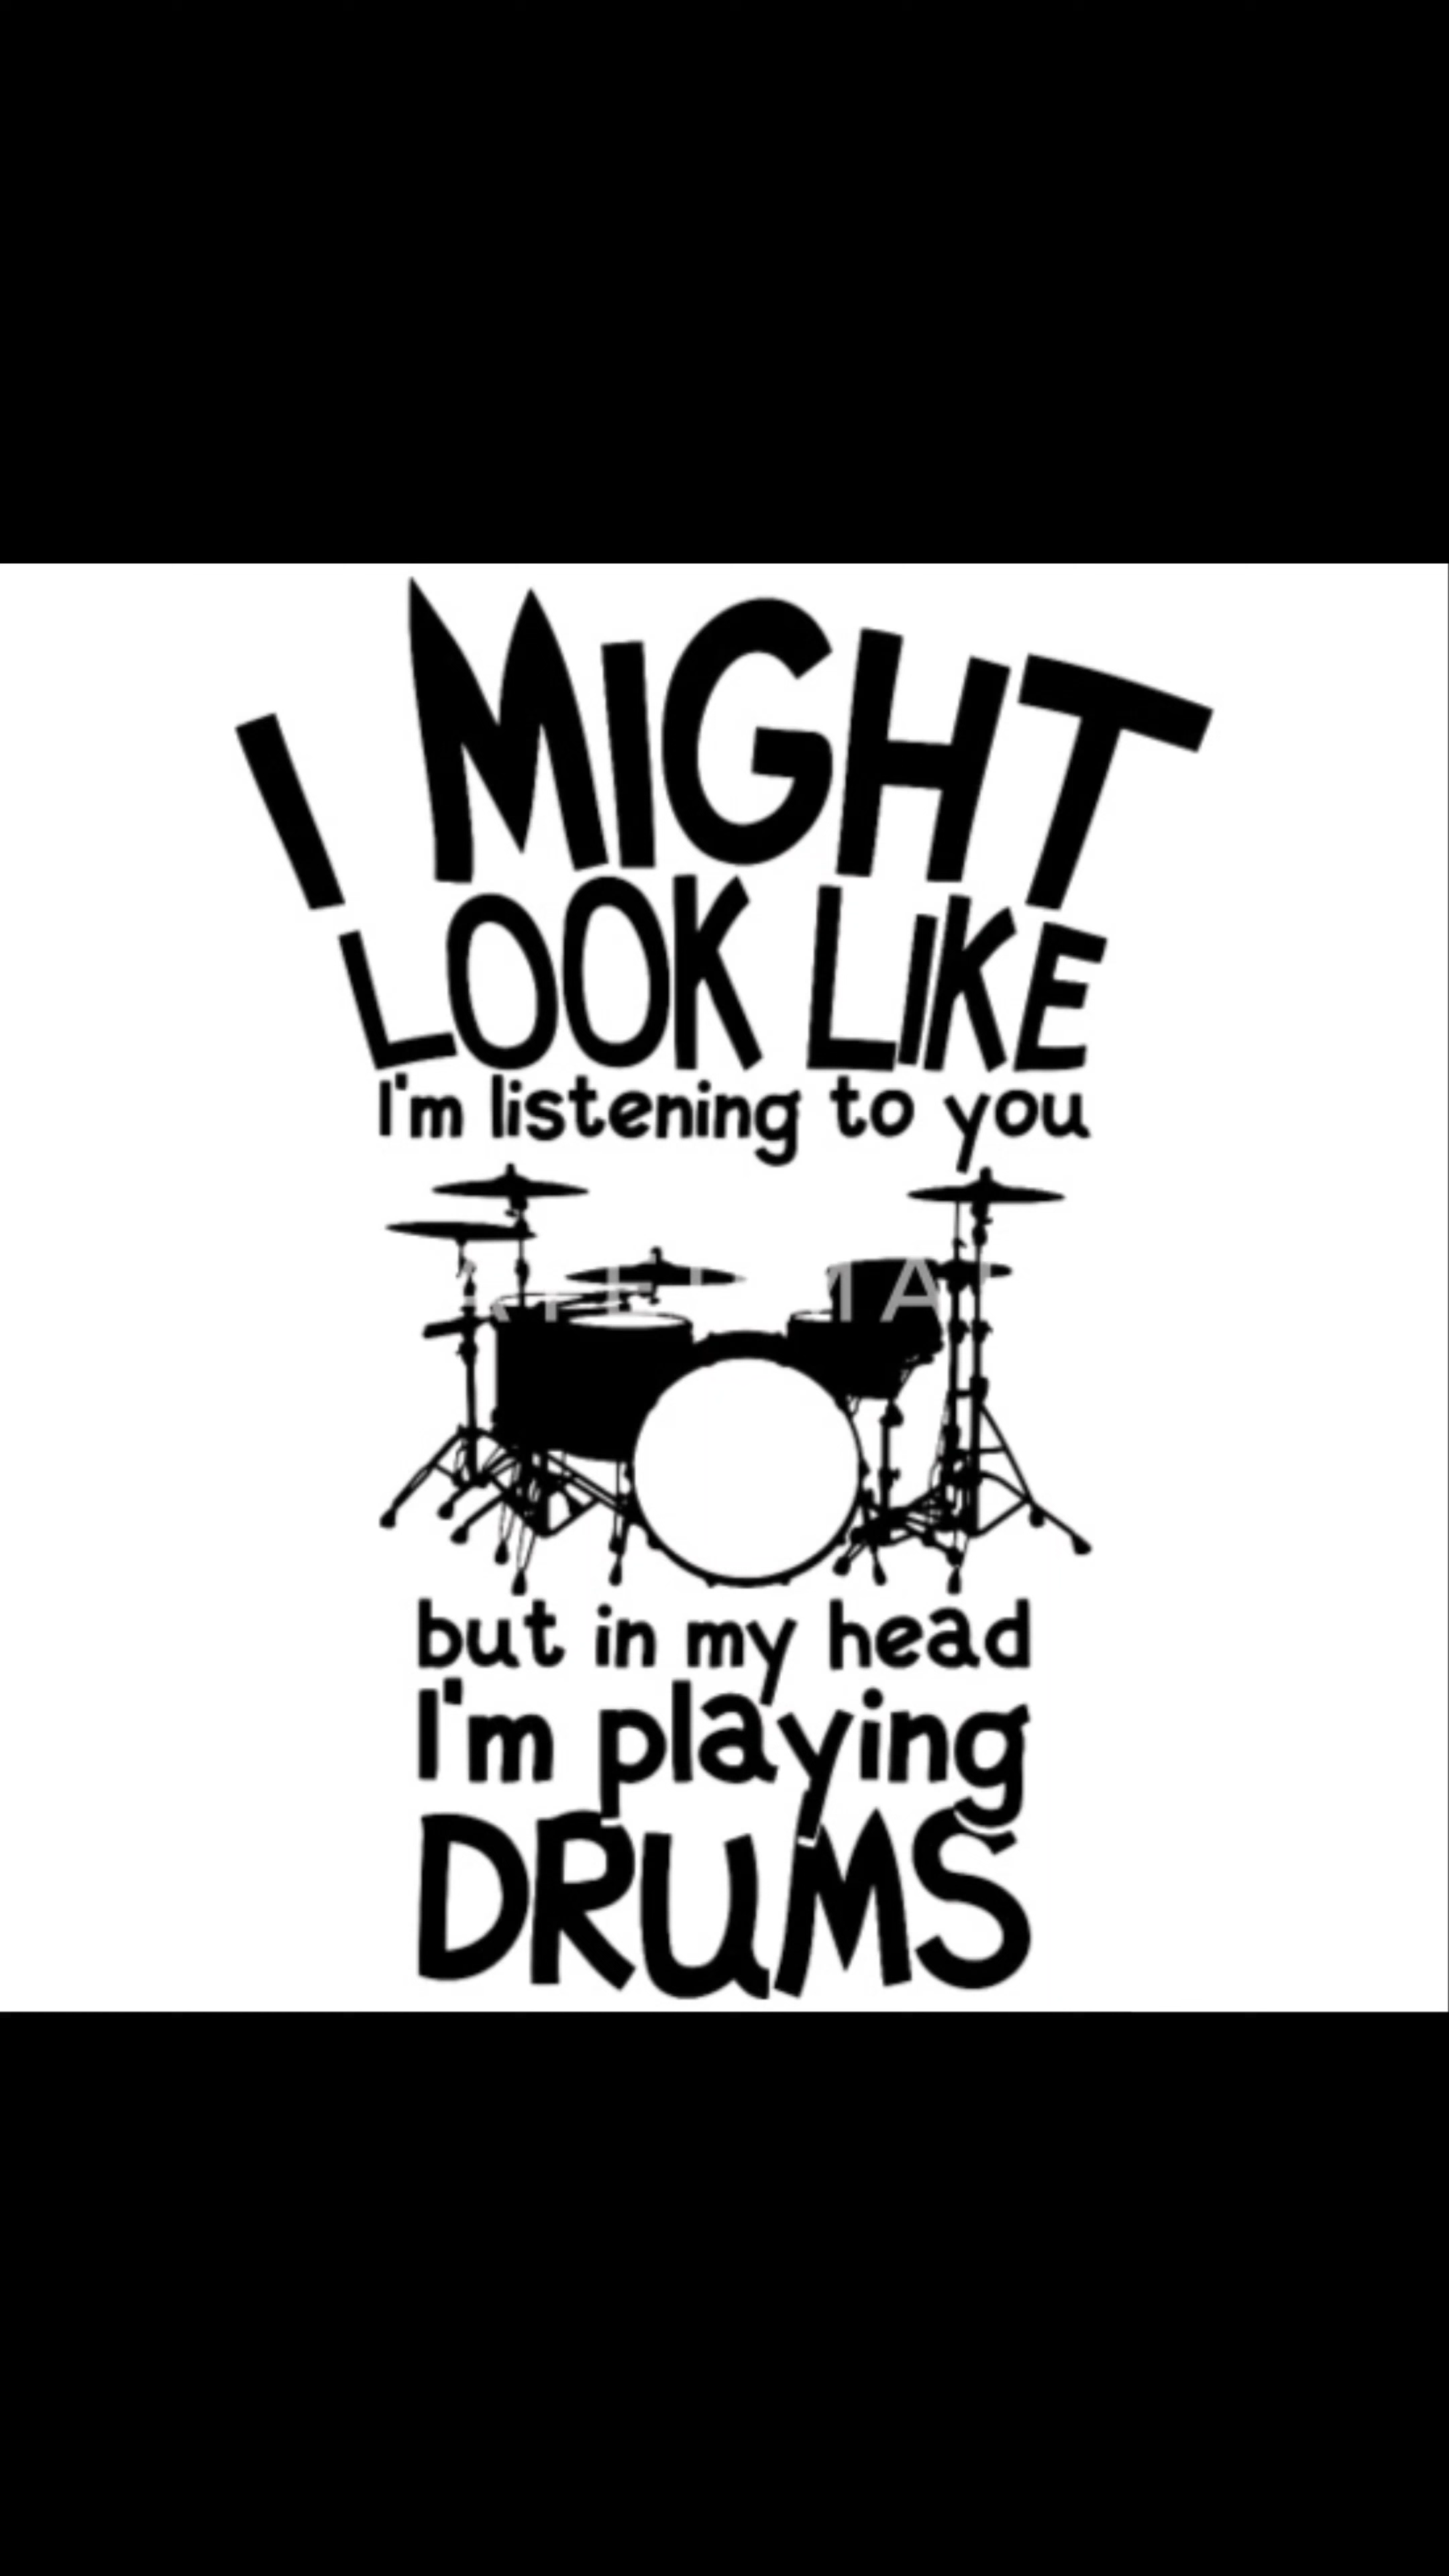 I MIGHT
LOOK LIKE
I'm listening to you
but in my head
I'm playing
DRUMS